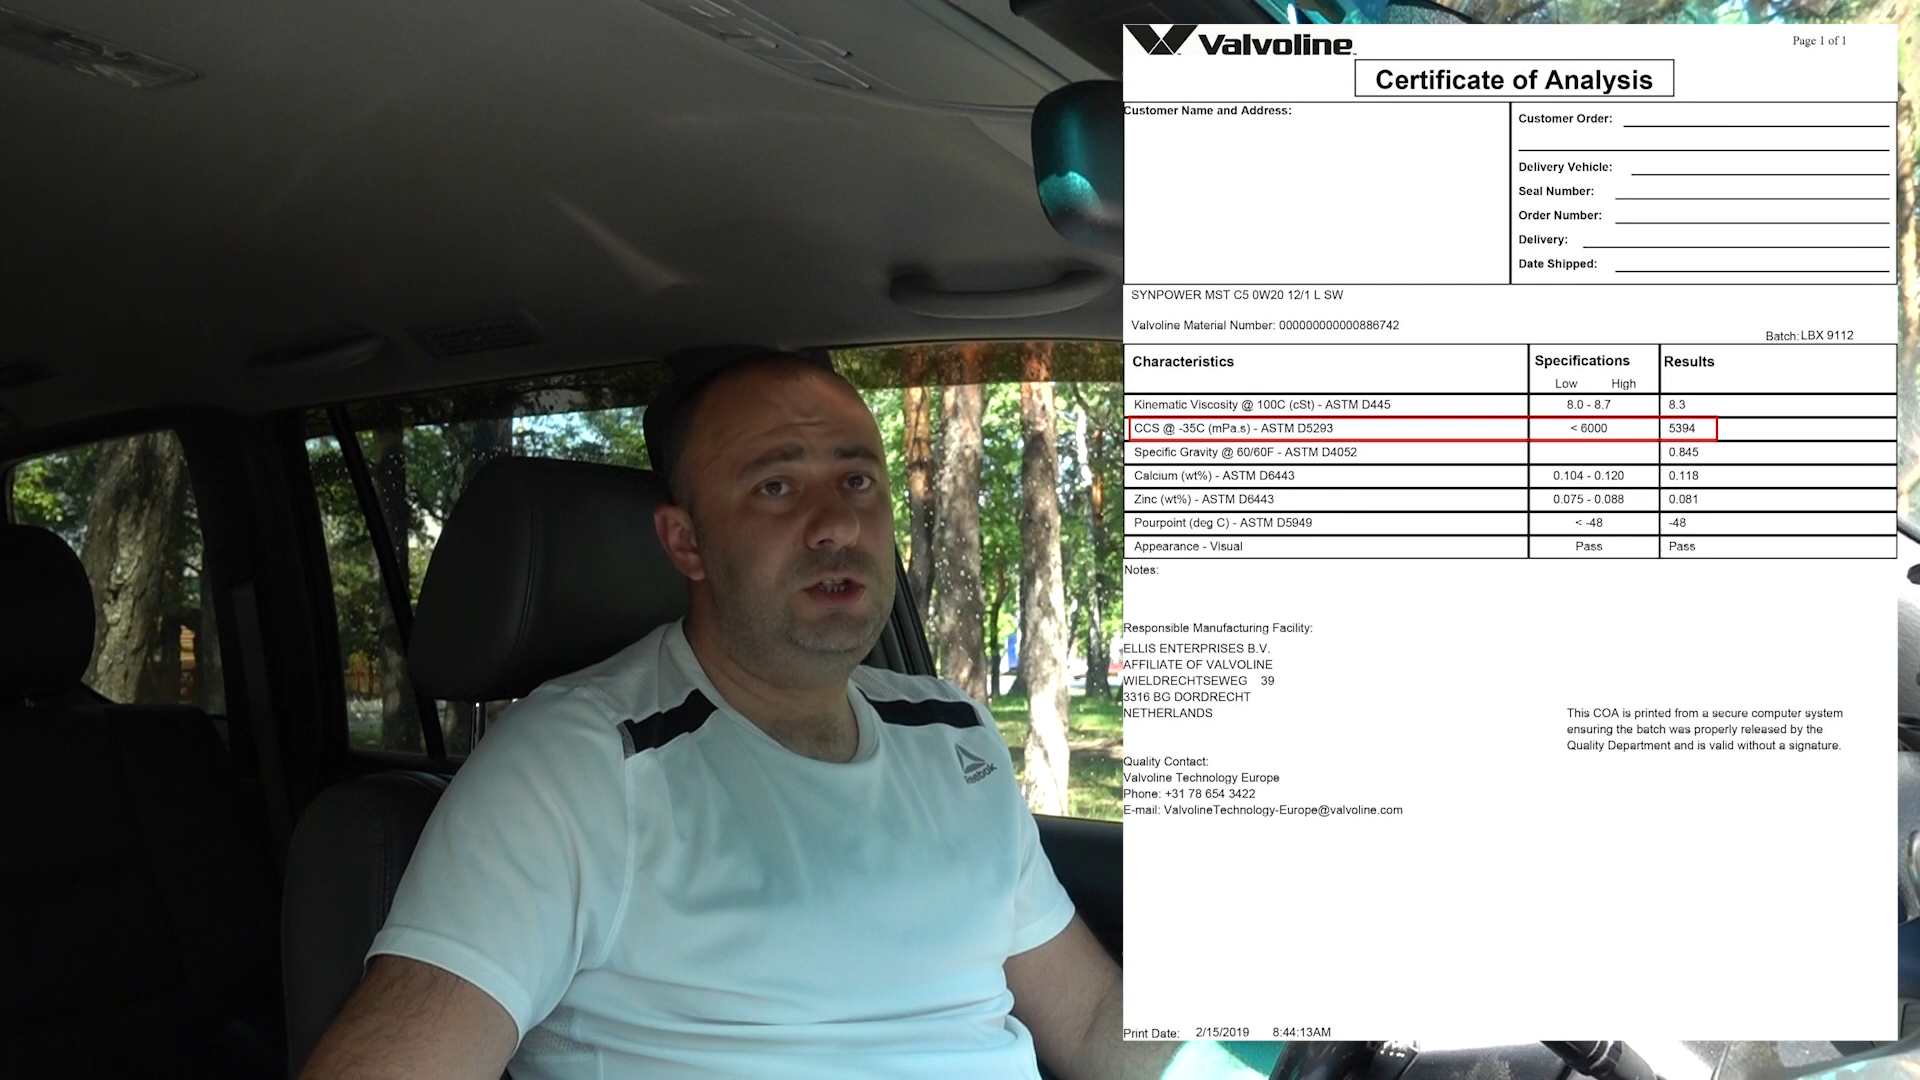 Valvoline
Page 1 of 1
Certificate of Analysis
Customer Name and Address:
Customer Order:
Delivery Vehicle:
Seal Number:
Order Number:
Delivery:
Date Shipped:
SYNPOWER MST C5 0W20 12/1 L SW
Valvoline Material Number: 000000000000886742
Batch: LBX 9112
Characteristics Specifications Results
Low High
Kinematic Viscosity @ 100C (cSt) - ASTM D445 8.0 - 8.7 8.3
CCS @ -35C (mPa.s) - ASTM D5293 < 6000 5394
Specific Gravity @ 60/60F - ASTM D4052 0.845
Calcium (wt%) - ASTM D6443 0.104 - 0.120 0.118
Zinc (wt%) - ASTM D6443 0.075 - 0.088 0.081
Pourpoint (deg C) - ASTM D5949 < -48 -48
Appearance - Visual Pass Pass
Notes:
Responsible Manufacturing Facility:
ELLIS ENTERPRISES B.V.
AFFILIATE OF VALVOLINE
WIELDRECHTSEWEG 39
3316 BG DORDRECHT
NETHERLANDS
This COA is printed from a secure computer system
ensuring the batch was properly released by the
Quality Department and is valid without a signature.
Quality Contact:
Valvoline Technology Europe
Phone: +31 78 654 3422
E-mail: ValvolineTechnology-Europe@valvoline.com
Print Date: 2/15/2019 8:44:13AM
Reebok